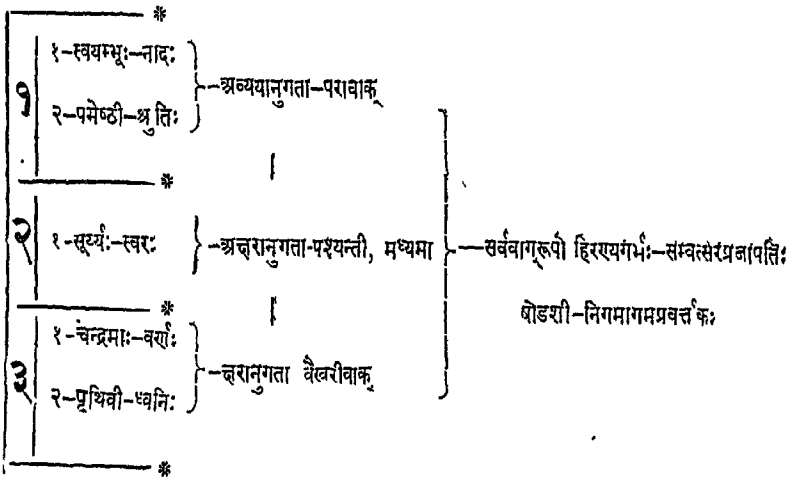 १
१-स्वयम्भूः-नादः
२-पमेष्ठी-श्रुतिः
-अव्ययानुगता-परावाक्
२
१-सूर्य्यः-स्वरः
-अक्षरानुगता-पश्यन्ती, मध्यमा
-सर्ववाग्रूपो हिरण्यगर्भः-सम्वत्सरप्रजापतिः
षोडशी-निगमागमप्रवर्त्तकः
३
१-चन्द्रमाः-वर्णः
२-पृथिवी-ध्वनिः
-क्षरानुगता वैखरीवाक्